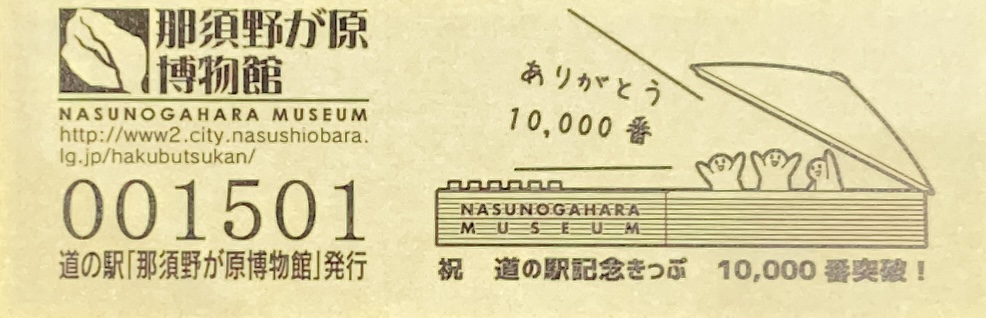 那須野が原
博物館
NASUNOGAHARA MUSEUM
http://www2.city.nasushiobara.
lg.jp/hakubutsukan/
001501
道の駅「那須野が原博物館」発行
ありがとう
10,000番
NASUNOGAHARA
MUSEUM
祝 道の駅記念きっぷ 10,000番突破!